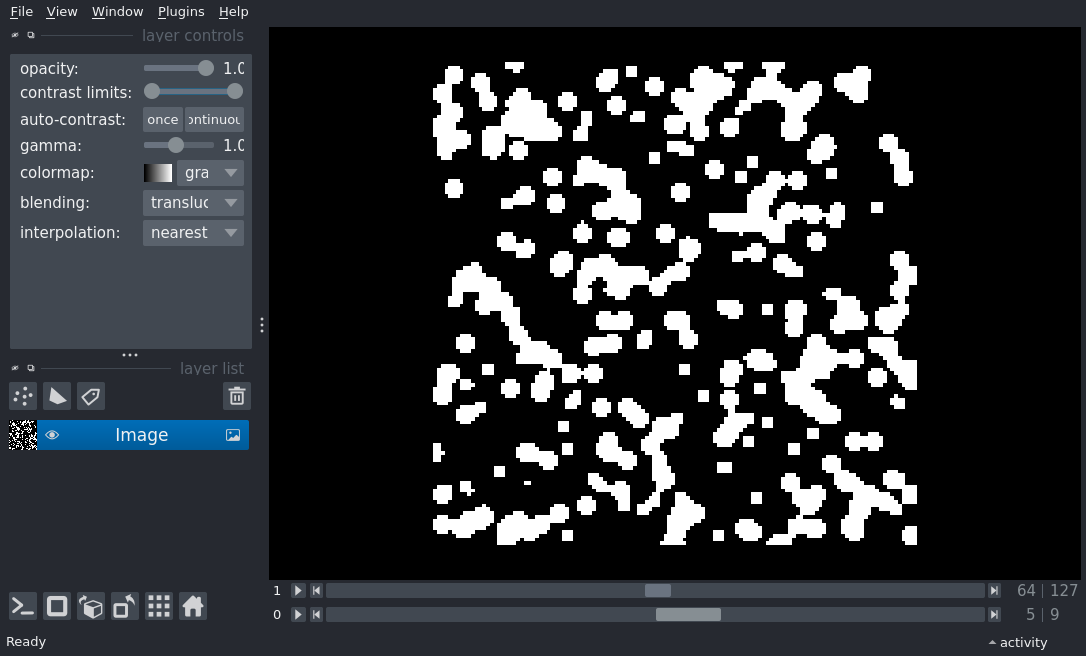 File View Window Plugins Help
layer controls
opacity: 1.0
contrast limits:
auto-contrast: once ontinuou
gamma: 1.0
colormap: gra
blending: transluc
interpolation: nearest
layer list
Image
1 64 | 127
0 5 | 9
Ready activity